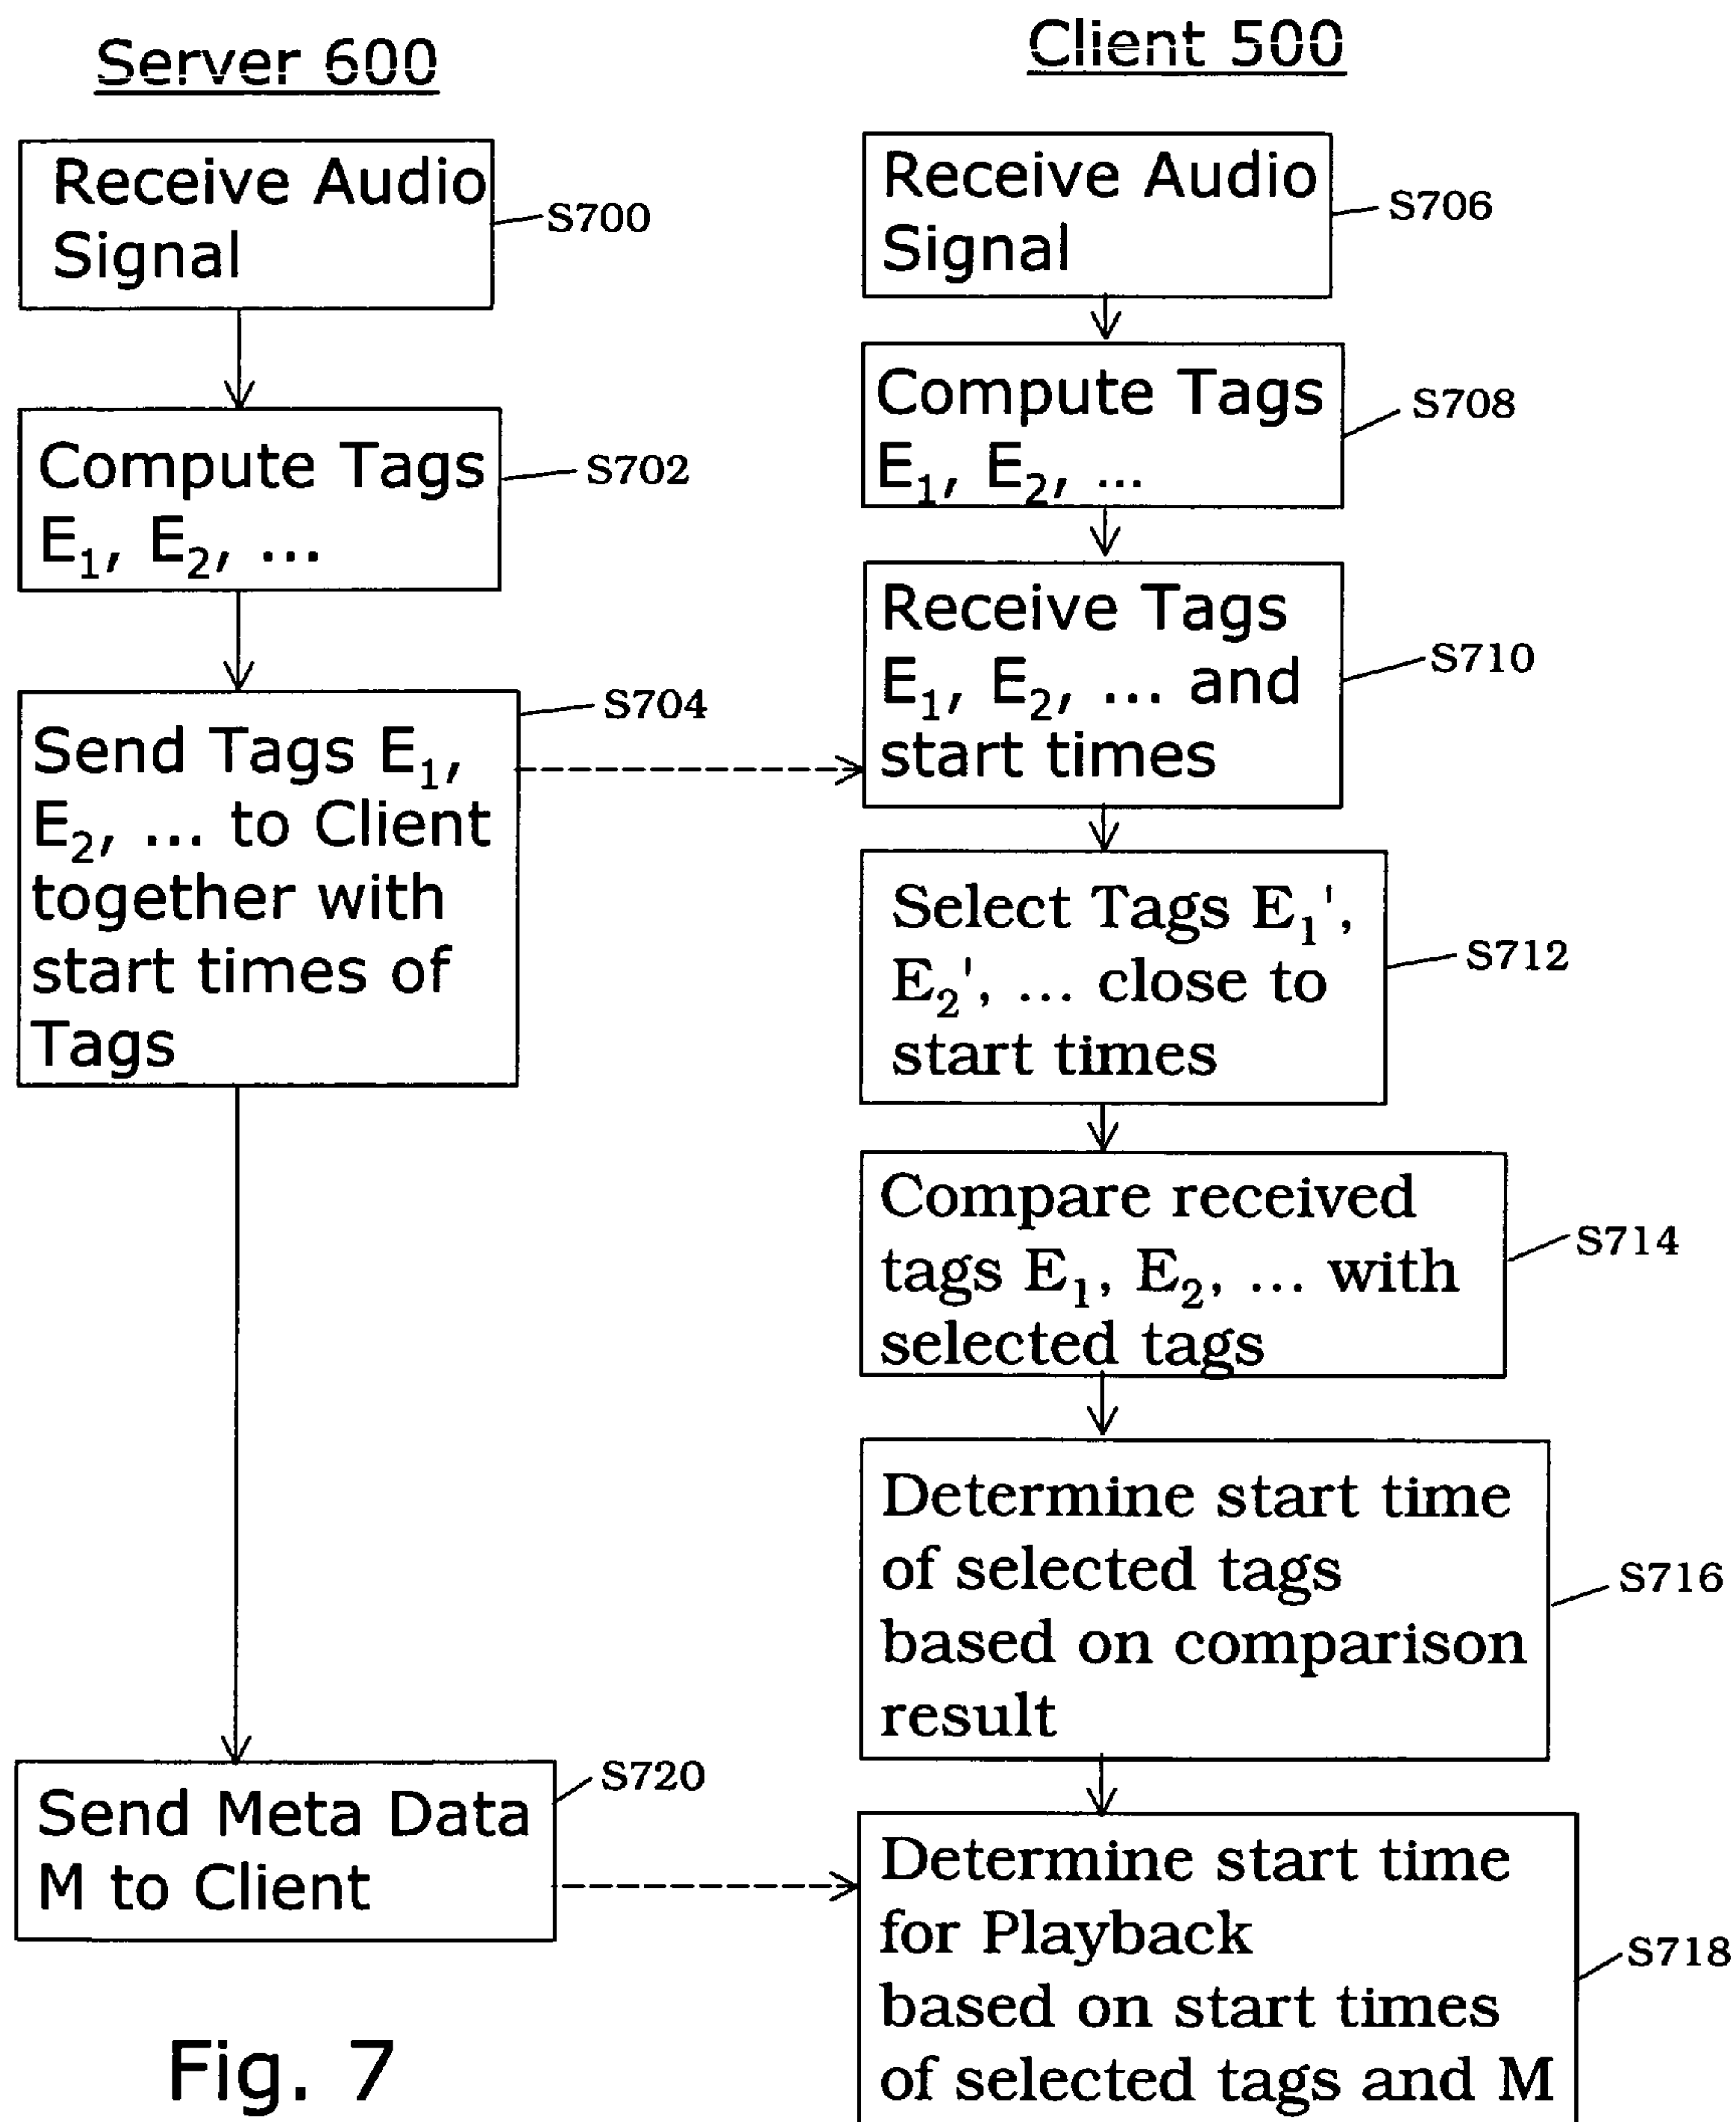 Server 600
Receive Audio
Signal
S700
Compute Tags
E₁, E₂, ...
S702
Send Tags E₁,
E₂, ... to Client
together with
start times of
Tags
S704
Send Meta Data
M to Client
S720
Client 500
Receive Audio
Signal
S706
Compute Tags
E₁, E₂, ...
S708
Receive Tags
E₁, E₂, ... and
start times
S710
Select Tags E₁',
E₂', ... close to
start times
S712
Compare received
tags E₁, E₂, ... with
selected tags
S714
Determine start time
of selected tags
based on comparison
result
S716
Determine start time
for Playback
based on start times
of selected tags and M
S718
Fig. 7